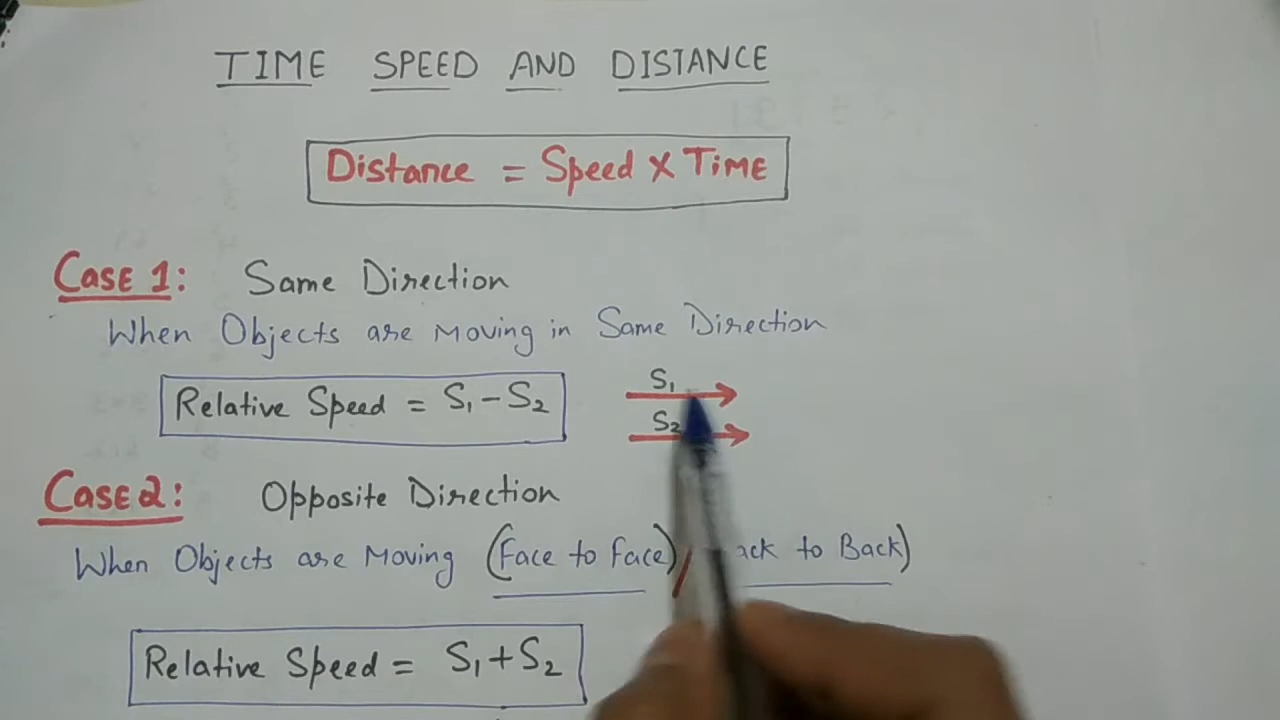 TIME SPEED AND DISTANCE
Distance = Speed X TiME
CASE 1: Same Direction
When Objects are Moving in Same Direction
Relative Speed = S₁ - S₂
S₁
S₂
CASE 2: Opposite Direction
When Objects are Moving (Face to Face) / to Back)
Relative Speed = S₁ + S₂